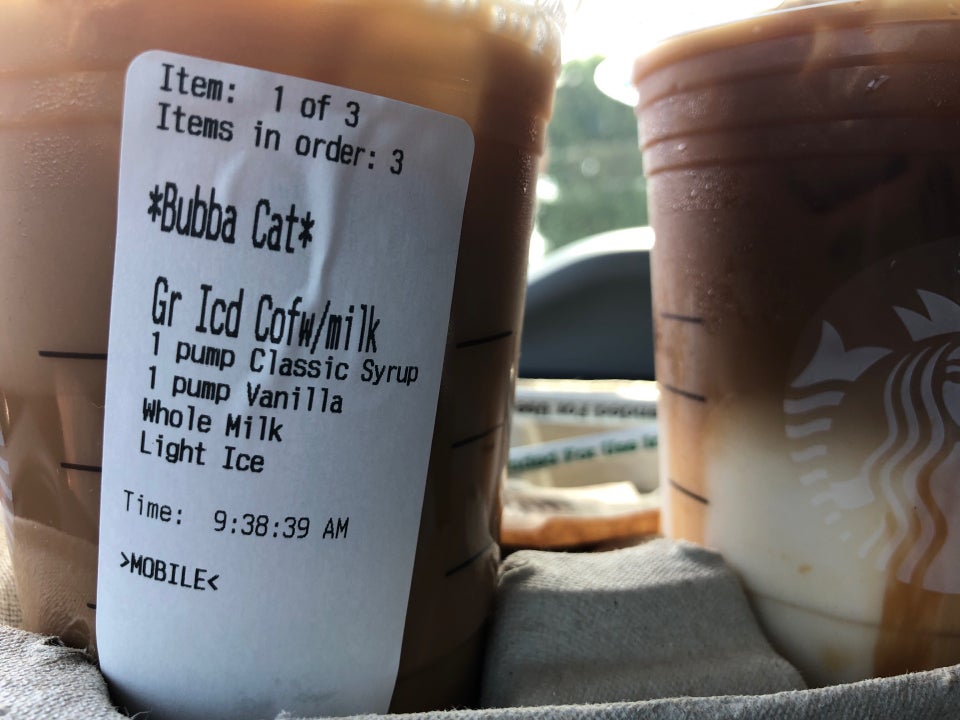 Item: 1 of 3
Items in order: 3
*Bubba Cat*
Gr Icd Cofw/milk
1 pump Classic Syrup
1 pump Vanilla
Whole Milk
Light Ice
Time: 9:38:39 AM
>MOBILE<